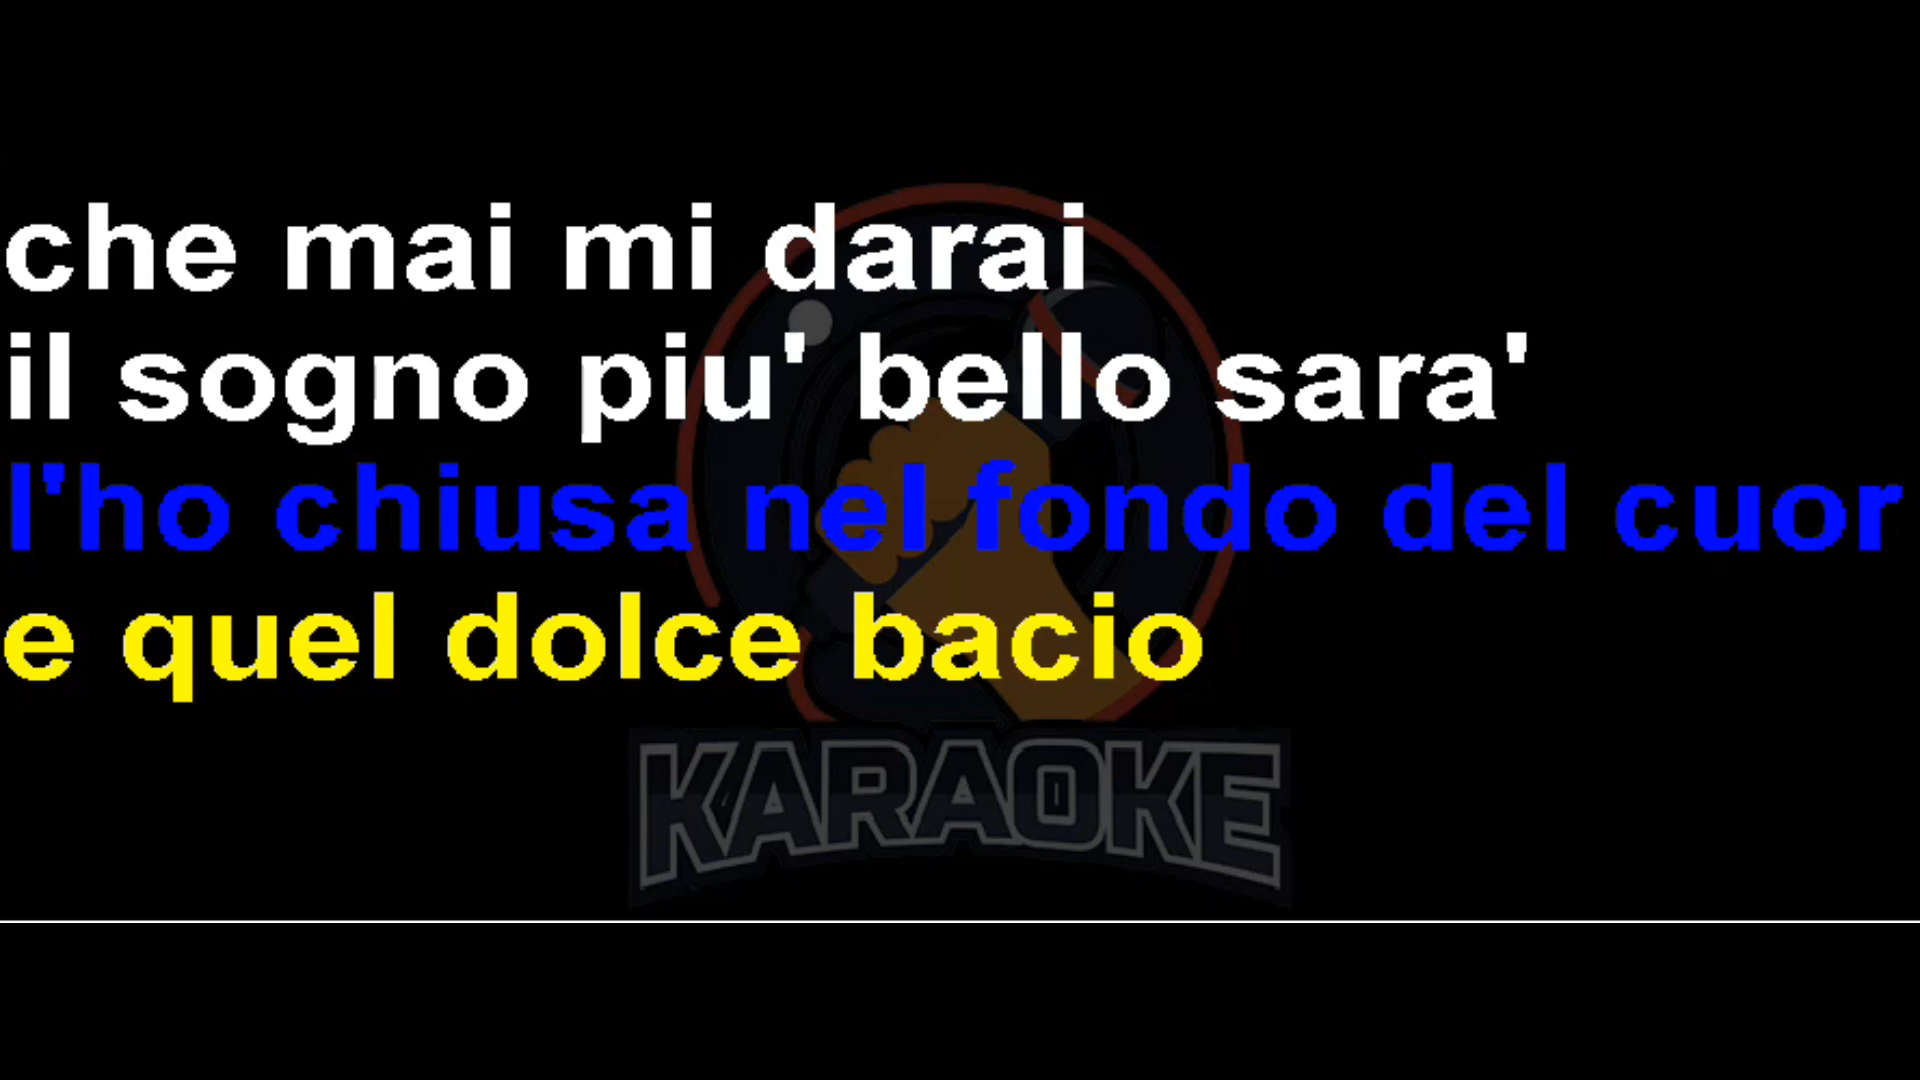 che mai mi darai
il sogno piu' bello sara'
l'ho chiusa nel fondo del cuor
e quel dolce bacio
KARAOKE